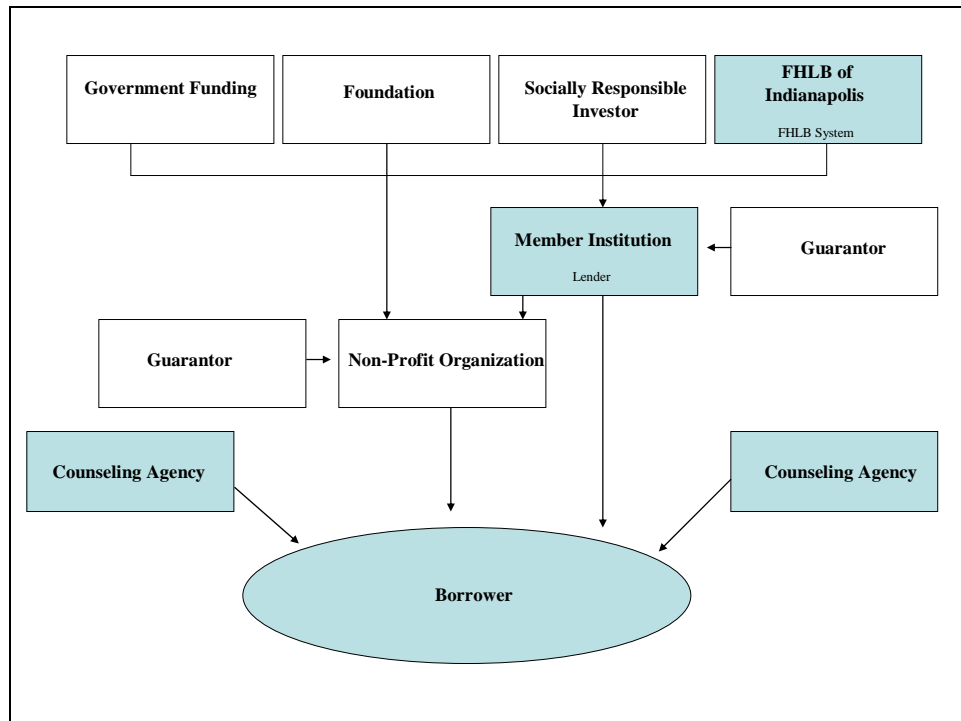 Government Funding
Foundation
Socially Responsible
Investor
FHLB of
Indianapolis
FHLB System
Member Institution
Lender
Guarantor
Guarantor
Non-Profit Organization
Counseling Agency
Counseling Agency
Borrower